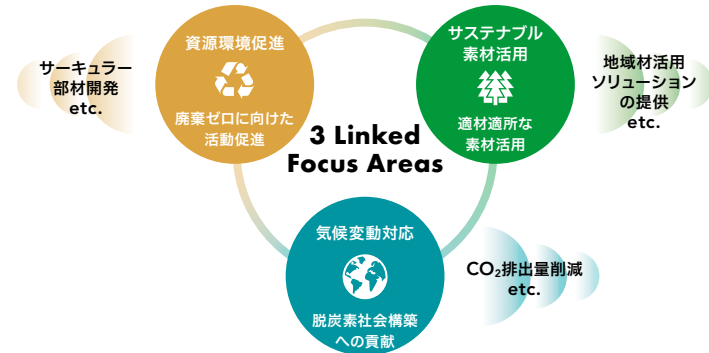 資源環境促進
廃棄ゼロに向けた
活動促進
サーキュラー
部材開発
etc.
サステナブル
素材活用
適材適所な
素材活用
地域材活用
ソリューション
の提供
etc.
3 Linked
Focus Areas
気候変動対応
脱炭素社会構築
への貢献
CO₂排出量削減
etc.